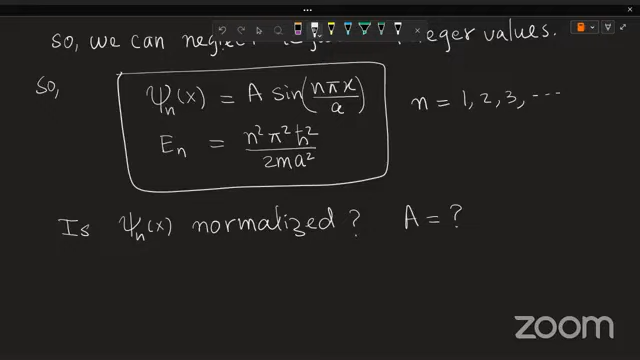 so, we can neglect integer values.
so,
ψₙ(x) = A sin(nπx/a)   n = 1, 2, 3, ...
Eₙ = n²π²ħ²/2ma²
Is ψₙ(x) normalized ?   A = ?
zoom